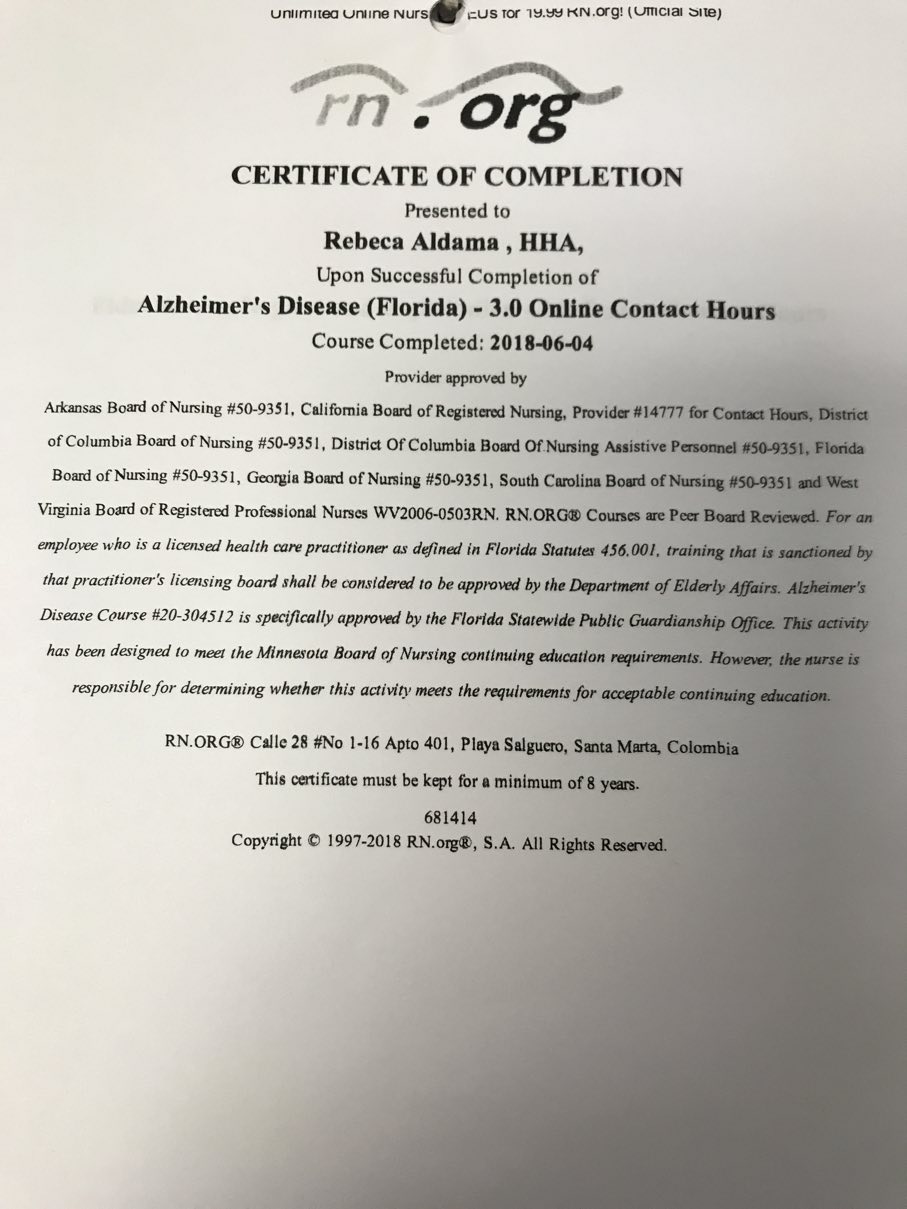 Unlimited Online Nurs EUs for 19.99 RN.org! (Official Site)
rn.org
CERTIFICATE OF COMPLETION
Presented to
Rebeca Aldama , HHA,
Upon Successful Completion of
Alzheimer's Disease (Florida) - 3.0 Online Contact Hours
Course Completed: 2018-06-04
Provider approved by
Arkansas Board of Nursing #50-9351, California Board of Registered Nursing, Provider #14777 for Contact Hours, District
of Columbia Board of Nursing #50-9351, District Of Columbia Board Of Nursing Assistive Personnel #50-9351, Florida
Board of Nursing #50-9351, Georgia Board of Nursing #50-9351, South Carolina Board of Nursing #50-9351 and West
Virginia Board of Registered Professional Nurses WV2006-0503RN. RN.ORG® Courses are Peer Board Reviewed. For an
employee who is a licensed health care practitioner as defined in Florida Statutes 456.001, training that is sanctioned by
that practitioner's licensing board shall be considered to be approved by the Department of Elderly Affairs. Alzheimer's
Disease Course #20-304512 is specifically approved by the Florida Statewide Public Guardianship Office. This activity
has been designed to meet the Minnesota Board of Nursing continuing education requirements. However, the nurse is
responsible for determining whether this activity meets the requirements for acceptable continuing education.
RN.ORG® Calle 28 #No 1-16 Apto 401, Playa Salguero, Santa Marta, Colombia
This certificate must be kept for a minimum of 8 years.
681414
Copyright © 1997-2018 RN.org®, S.A. All Rights Reserved.